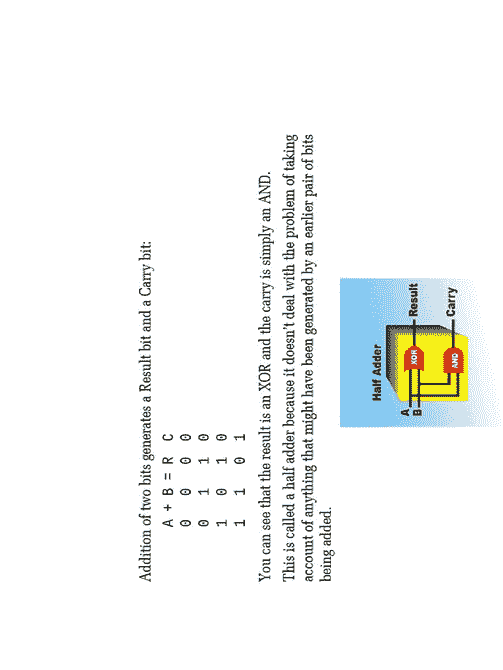 Addition of two bits generates a Result bit and a Carry bit:
A + B = R C
0 0 0 0
0 1 1 0
1 0 1 0
1 1 0 1
You can see that the result is an XOR and the carry is simply an AND.
This is called a half adder because it doesn't deal with the problem of taking
account of anything that might have been generated by an earlier pair of bits
being added.
Half Adder
A
B
XOR
Result
AND
Carry